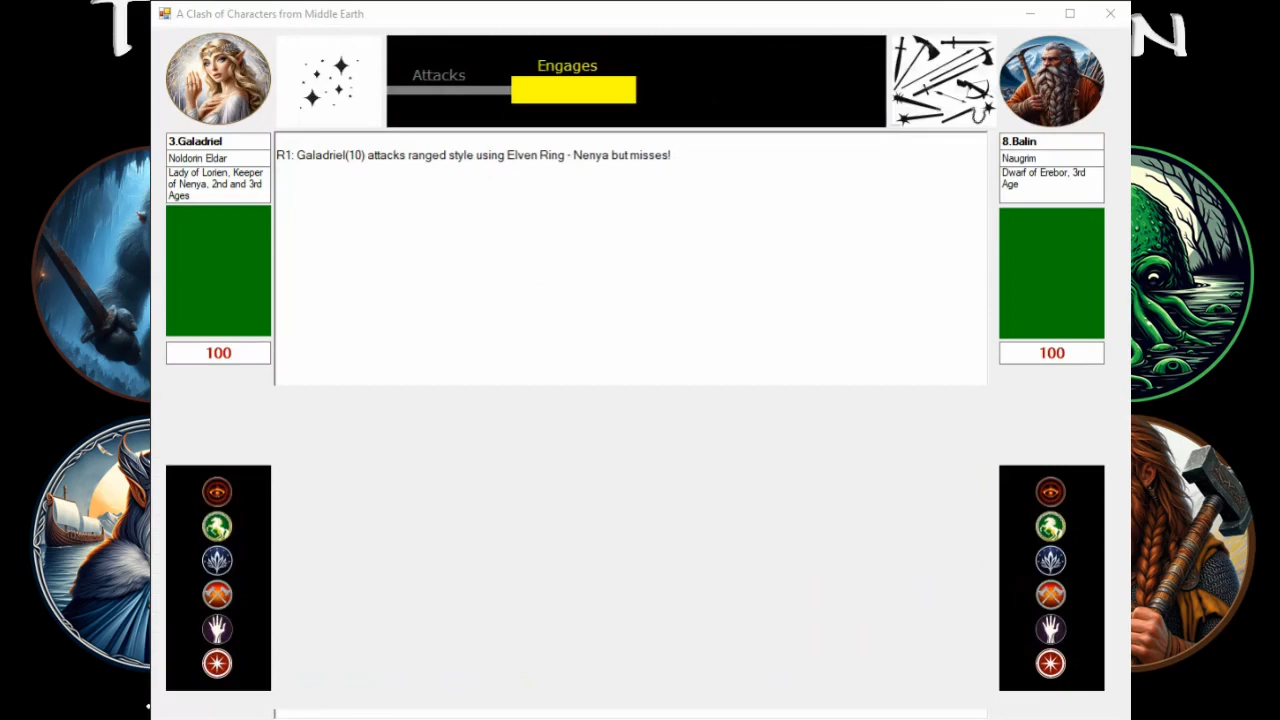 T
N
A Clash of Characters from Middle Earth
Attacks
Engages
3.Galadriel
Noldorin Eldar
Lady of Lorien, Keeper
of Nenya, 2nd and 3rd
Ages
100
R1: Galadriel(10) attacks ranged style using Elven Ring - Nenya but misses!
8.Balin
Naugrim
Dwarf of Erebor, 3rd
Age
100